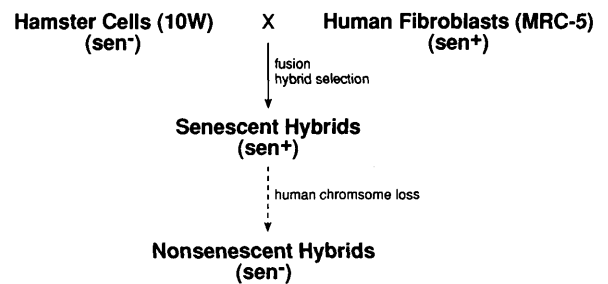 Hamster Cells (10W) X Human Fibroblasts (MRC-5)
(sen-) (sen+)
fusion
hybrid selection
Senescent Hybrids
(sen+)
human chromsome loss
Nonsenescent Hybrids
(sen-)